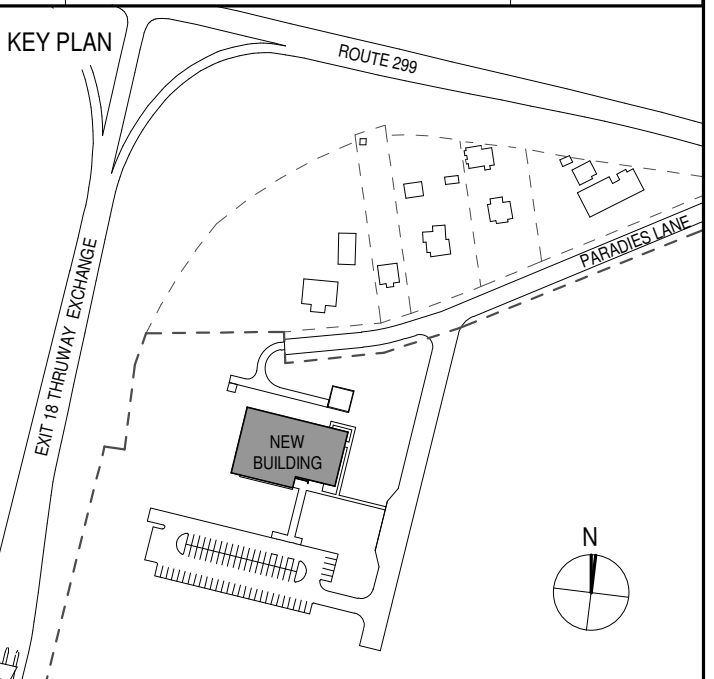 KEY PLAN
ROUTE 299
PARADIES LANE
EXIT 18 THRUWAY EXCHANGE
NEW
BUILDING
N